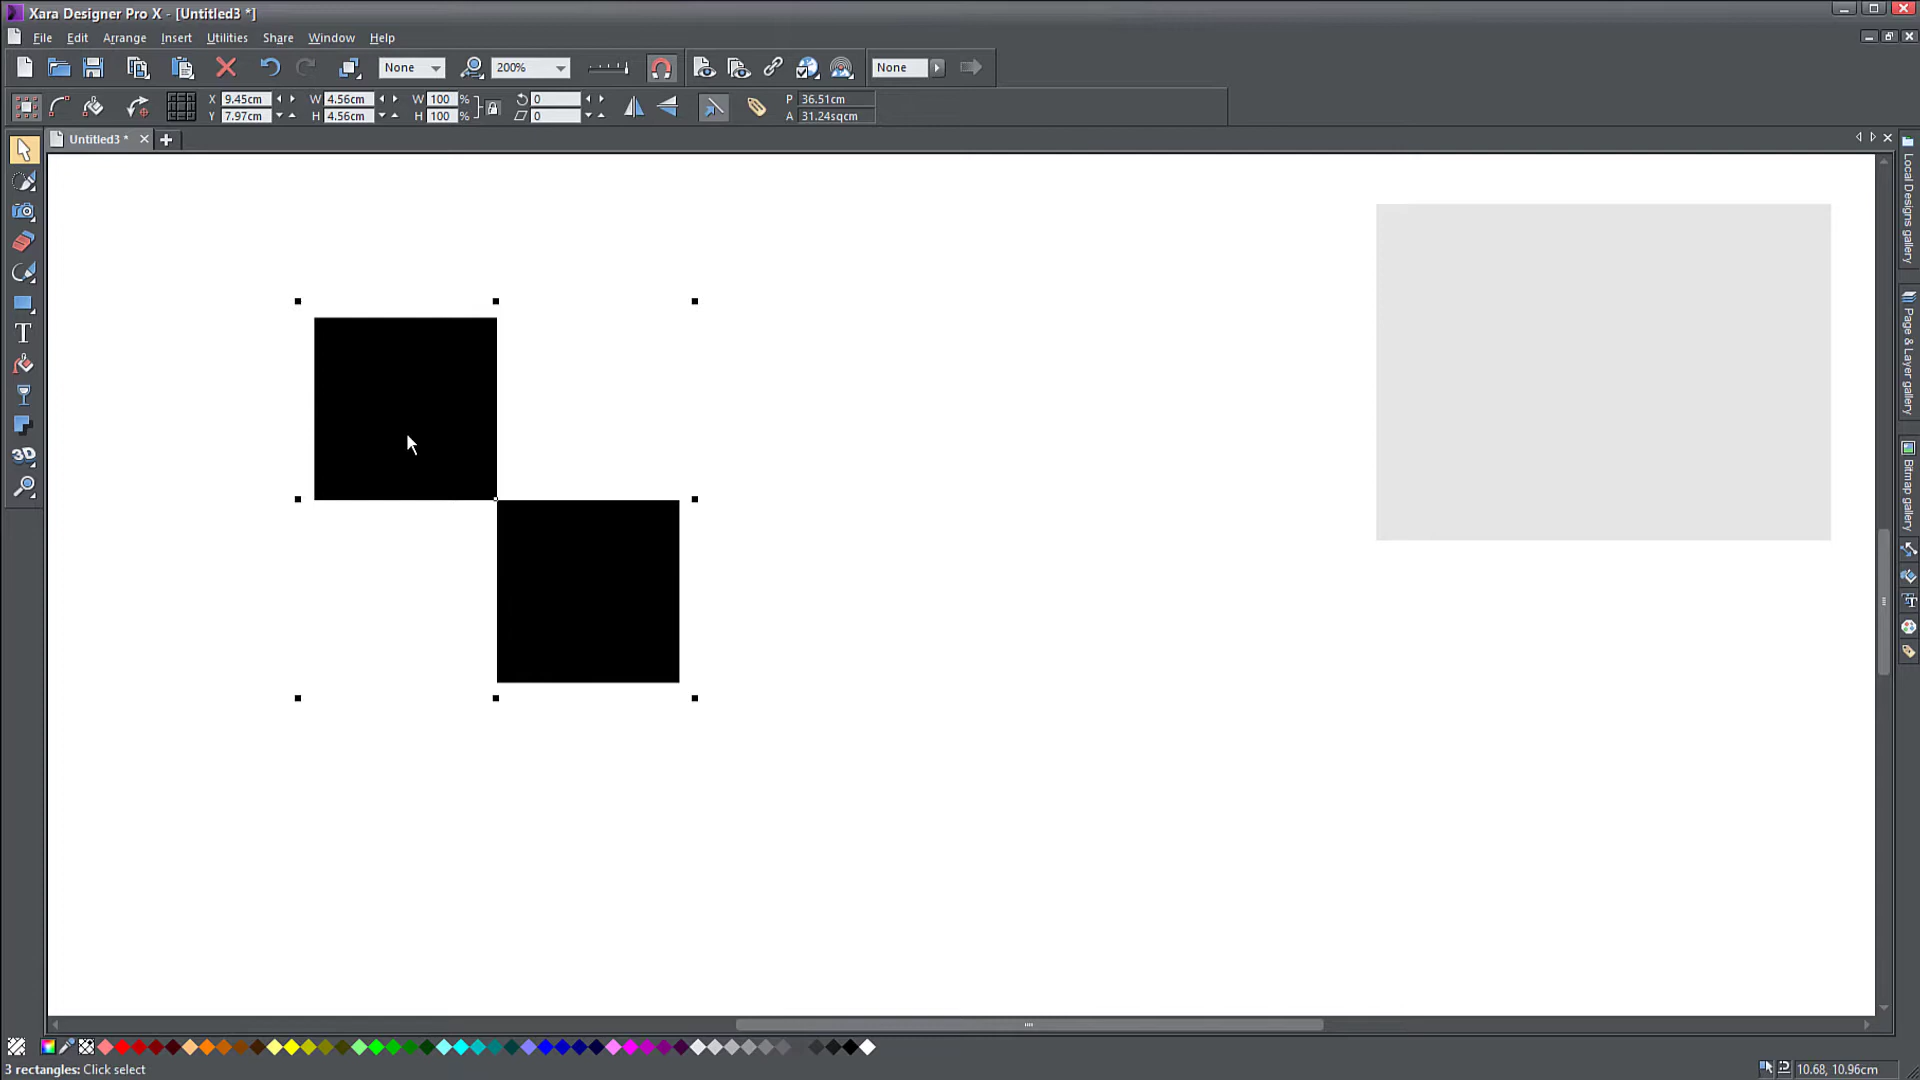 Xara Designer Pro X - [Untitled3 *]
File Edit Arrange Insert Utilities Share Window Help
None 200% None
X 9.45cm W 4.56cm W 100 % 0 P 36.51cm
Y 7.97cm H 4.56cm H 100 % 0 A 31.24sqcm
Untitled3 *
Local Designs gallery
Page & Layer gallery
Bitmap gallery
T
3D
3 rectangles: Click select
10.68, 10.96cm